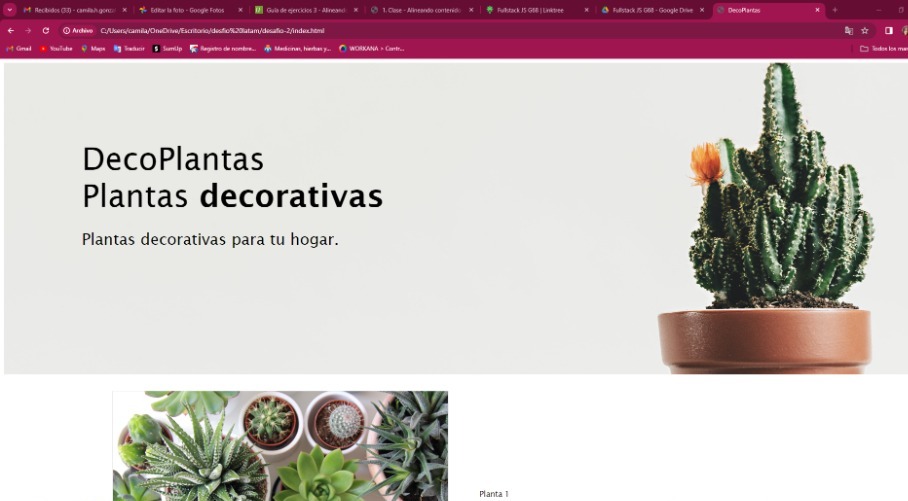 Recibidos (33) - camila.h.gonz
Editar la foto - Google Fotos
Guía de ejercicios 3 - Alineand
1. Clase - Alineando contenido
Fullstack JS G68 | Linktree
Fullstack JS G68 - Google Drive
DecoPlantas
Archivo C:/Users/camila/OneDrive/Escritorio/desfio%20latam/desafio-2/index.html
Gmail YouTube Maps Traducir SumUp Registro de nombre... Medicinas, hierbas y... WORKANA + Contr... Todos los mar
DecoPlantas
Plantas decorativas
Plantas decorativas para tu hogar.
Planta 1